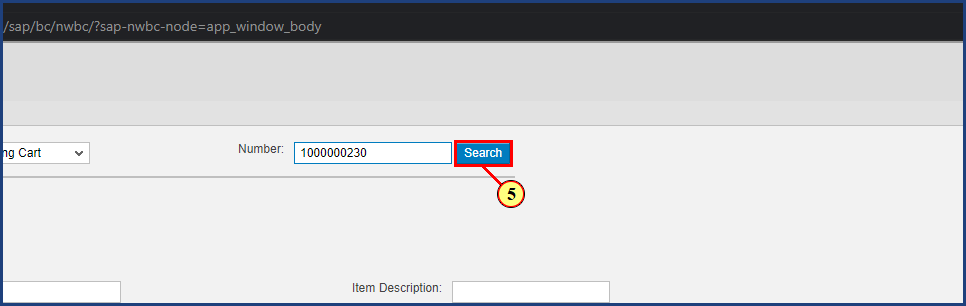 /sap/bc/nwbc/?sap-nwbc-node=app_window_body
ng Cart Number: 1000000230 Search
5
Item Description: